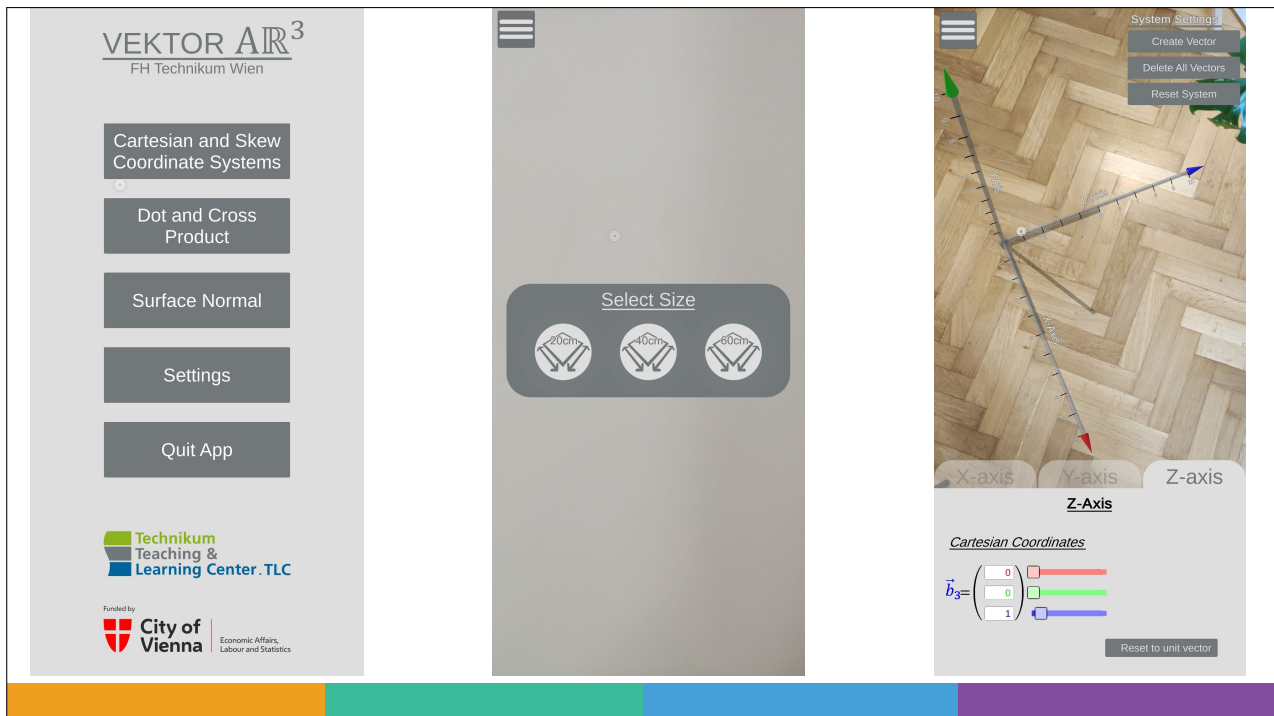 VEKTOR Aℝ³
FH Technikum Wien
Cartesian and Skew
Coordinate Systems
Dot and Cross
Product
Surface Normal
Settings
Quit App
Technikum
Teaching &
Learning Center.TLC
Funded by
City of
Vienna
Economic Affairs,
Labour and Statistics
Select Size
20cm 40cm 60cm
System Settings
Create Vector
Delete All Vectors
Reset System
X-Axis
X-axis Y-axis Z-axis
Z-Axis
Cartesian Coordinates
b⃗₃=
0
0
1
Reset to unit vector